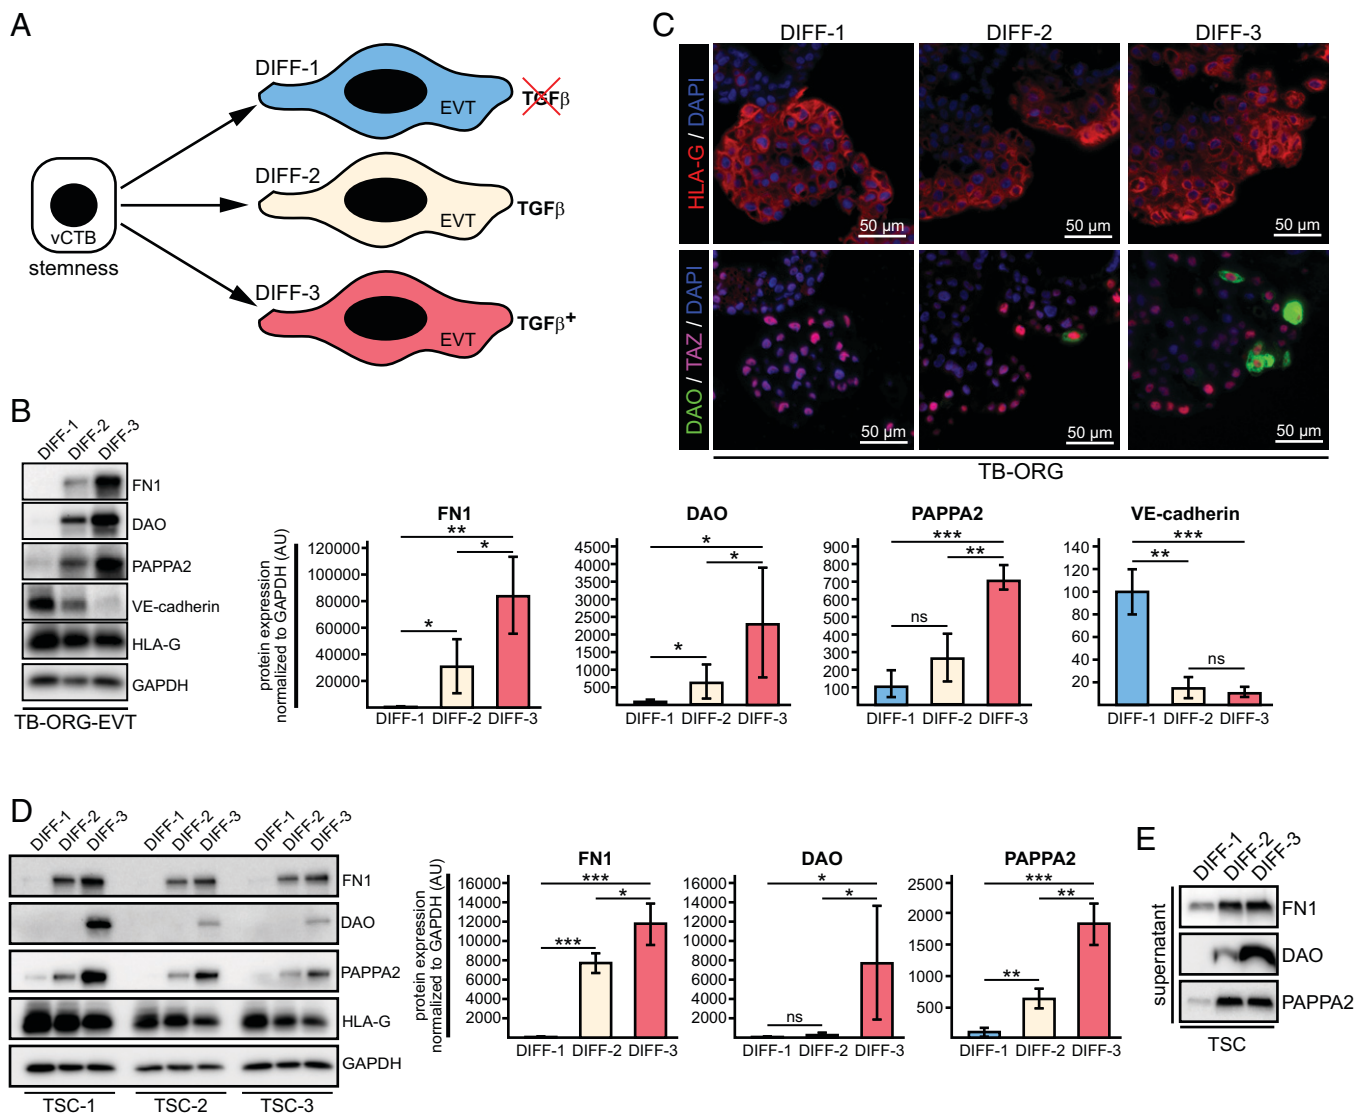 A
DIFF-1
EVT
TGFβ
DIFF-2
EVT
TGFβ
vCTB
stemness
DIFF-3
EVT
TGFβ+
B
DIFF-1 DIFF-2 DIFF-3
FN1
DAO
PAPPA2
VE-cadherin
HLA-G
GAPDH
TB-ORG-EVT
protein expression
normalized to GAPDH (AU)
FN1
120000
100000
80000
60000
40000
20000
** * *
DIFF-1 DIFF-2 DIFF-3
DAO
4500
4000
3500
3000
2500
2000
1500
1000
500
* * *
DIFF-1 DIFF-2 DIFF-3
PAPPA2
900
800
700
600
500
400
300
200
100
*** ** ns
DIFF-1 DIFF-2 DIFF-3
VE-cadherin
140
120
100
80
60
40
20
*** ** ns
DIFF-1 DIFF-2 DIFF-3
C
DIFF-1 DIFF-2 DIFF-3
HLA-G / DAPI
50 µm 50 µm 50 µm
DAO / TAZ / DAPI
50 µm 50 µm 50 µm
TB-ORG
D
DIFF-1 DIFF-2 DIFF-3 DIFF-1 DIFF-2 DIFF-3 DIFF-1 DIFF-2 DIFF-3
FN1
DAO
PAPPA2
HLA-G
GAPDH
TSC-1 TSC-2 TSC-3
protein expression
normalized to GAPDH (AU)
FN1
16000
14000
12000
10000
8000
6000
4000
2000
*** * ***
DIFF-1 DIFF-2 DIFF-3
DAO
16000
14000
12000
10000
8000
6000
4000
2000
* * ns
DIFF-1 DIFF-2 DIFF-3
PAPPA2
2500
2000
1500
1000
500
*** ** **
DIFF-1 DIFF-2 DIFF-3
E
DIFF-1 DIFF-2 DIFF-3
supernatant
FN1
DAO
PAPPA2
TSC